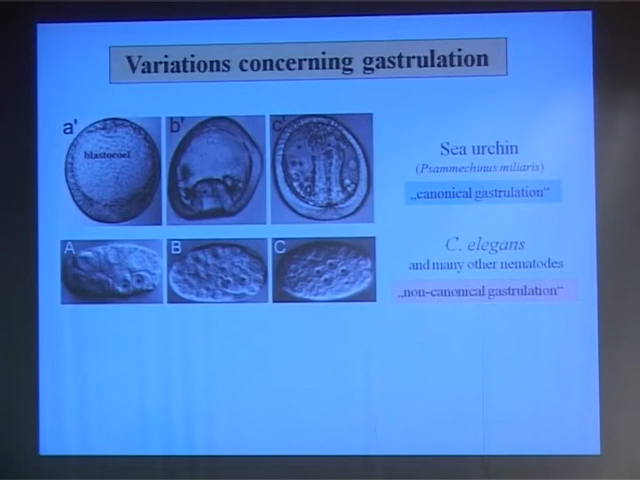 Variations concerning gastrulation
a' b' c'
blastocoel
Sea urchin
(Psammechinus miliaris)
„canonical gastrulation“
A B C
C. elegans
and many other nematodes
„non-canonical gastrulation“